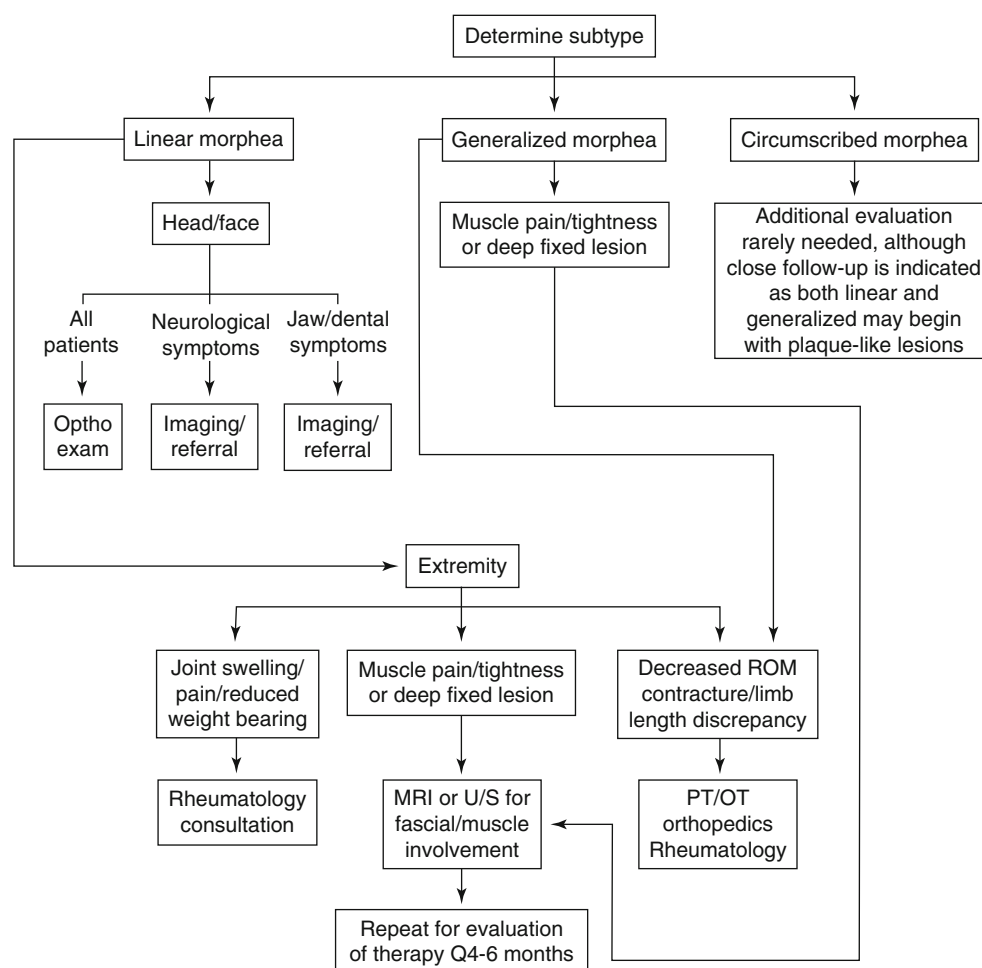 Determine subtype
Linear morphea
Generalized morphea
Circumscribed morphea
Head/face
Muscle pain/tightness
or deep fixed lesion
Additional evaluation
rarely needed, although
close follow-up is indicated
as both linear and
generalized may begin
with plaque-like lesions
All
patients
Neurological
symptoms
Jaw/dental
symptoms
Optho
exam
Imaging/
referral
Imaging/
referral
Extremity
Joint swelling/
pain/reduced
weight bearing
Muscle pain/tightness
or deep fixed lesion
Decreased ROM
contracture/limb
length discrepancy
Rheumatology
consultation
MRI or U/S for
fascial/muscle
involvement
PT/OT
orthopedics
Rheumatology
Repeat for evaluation
of therapy Q4-6 months